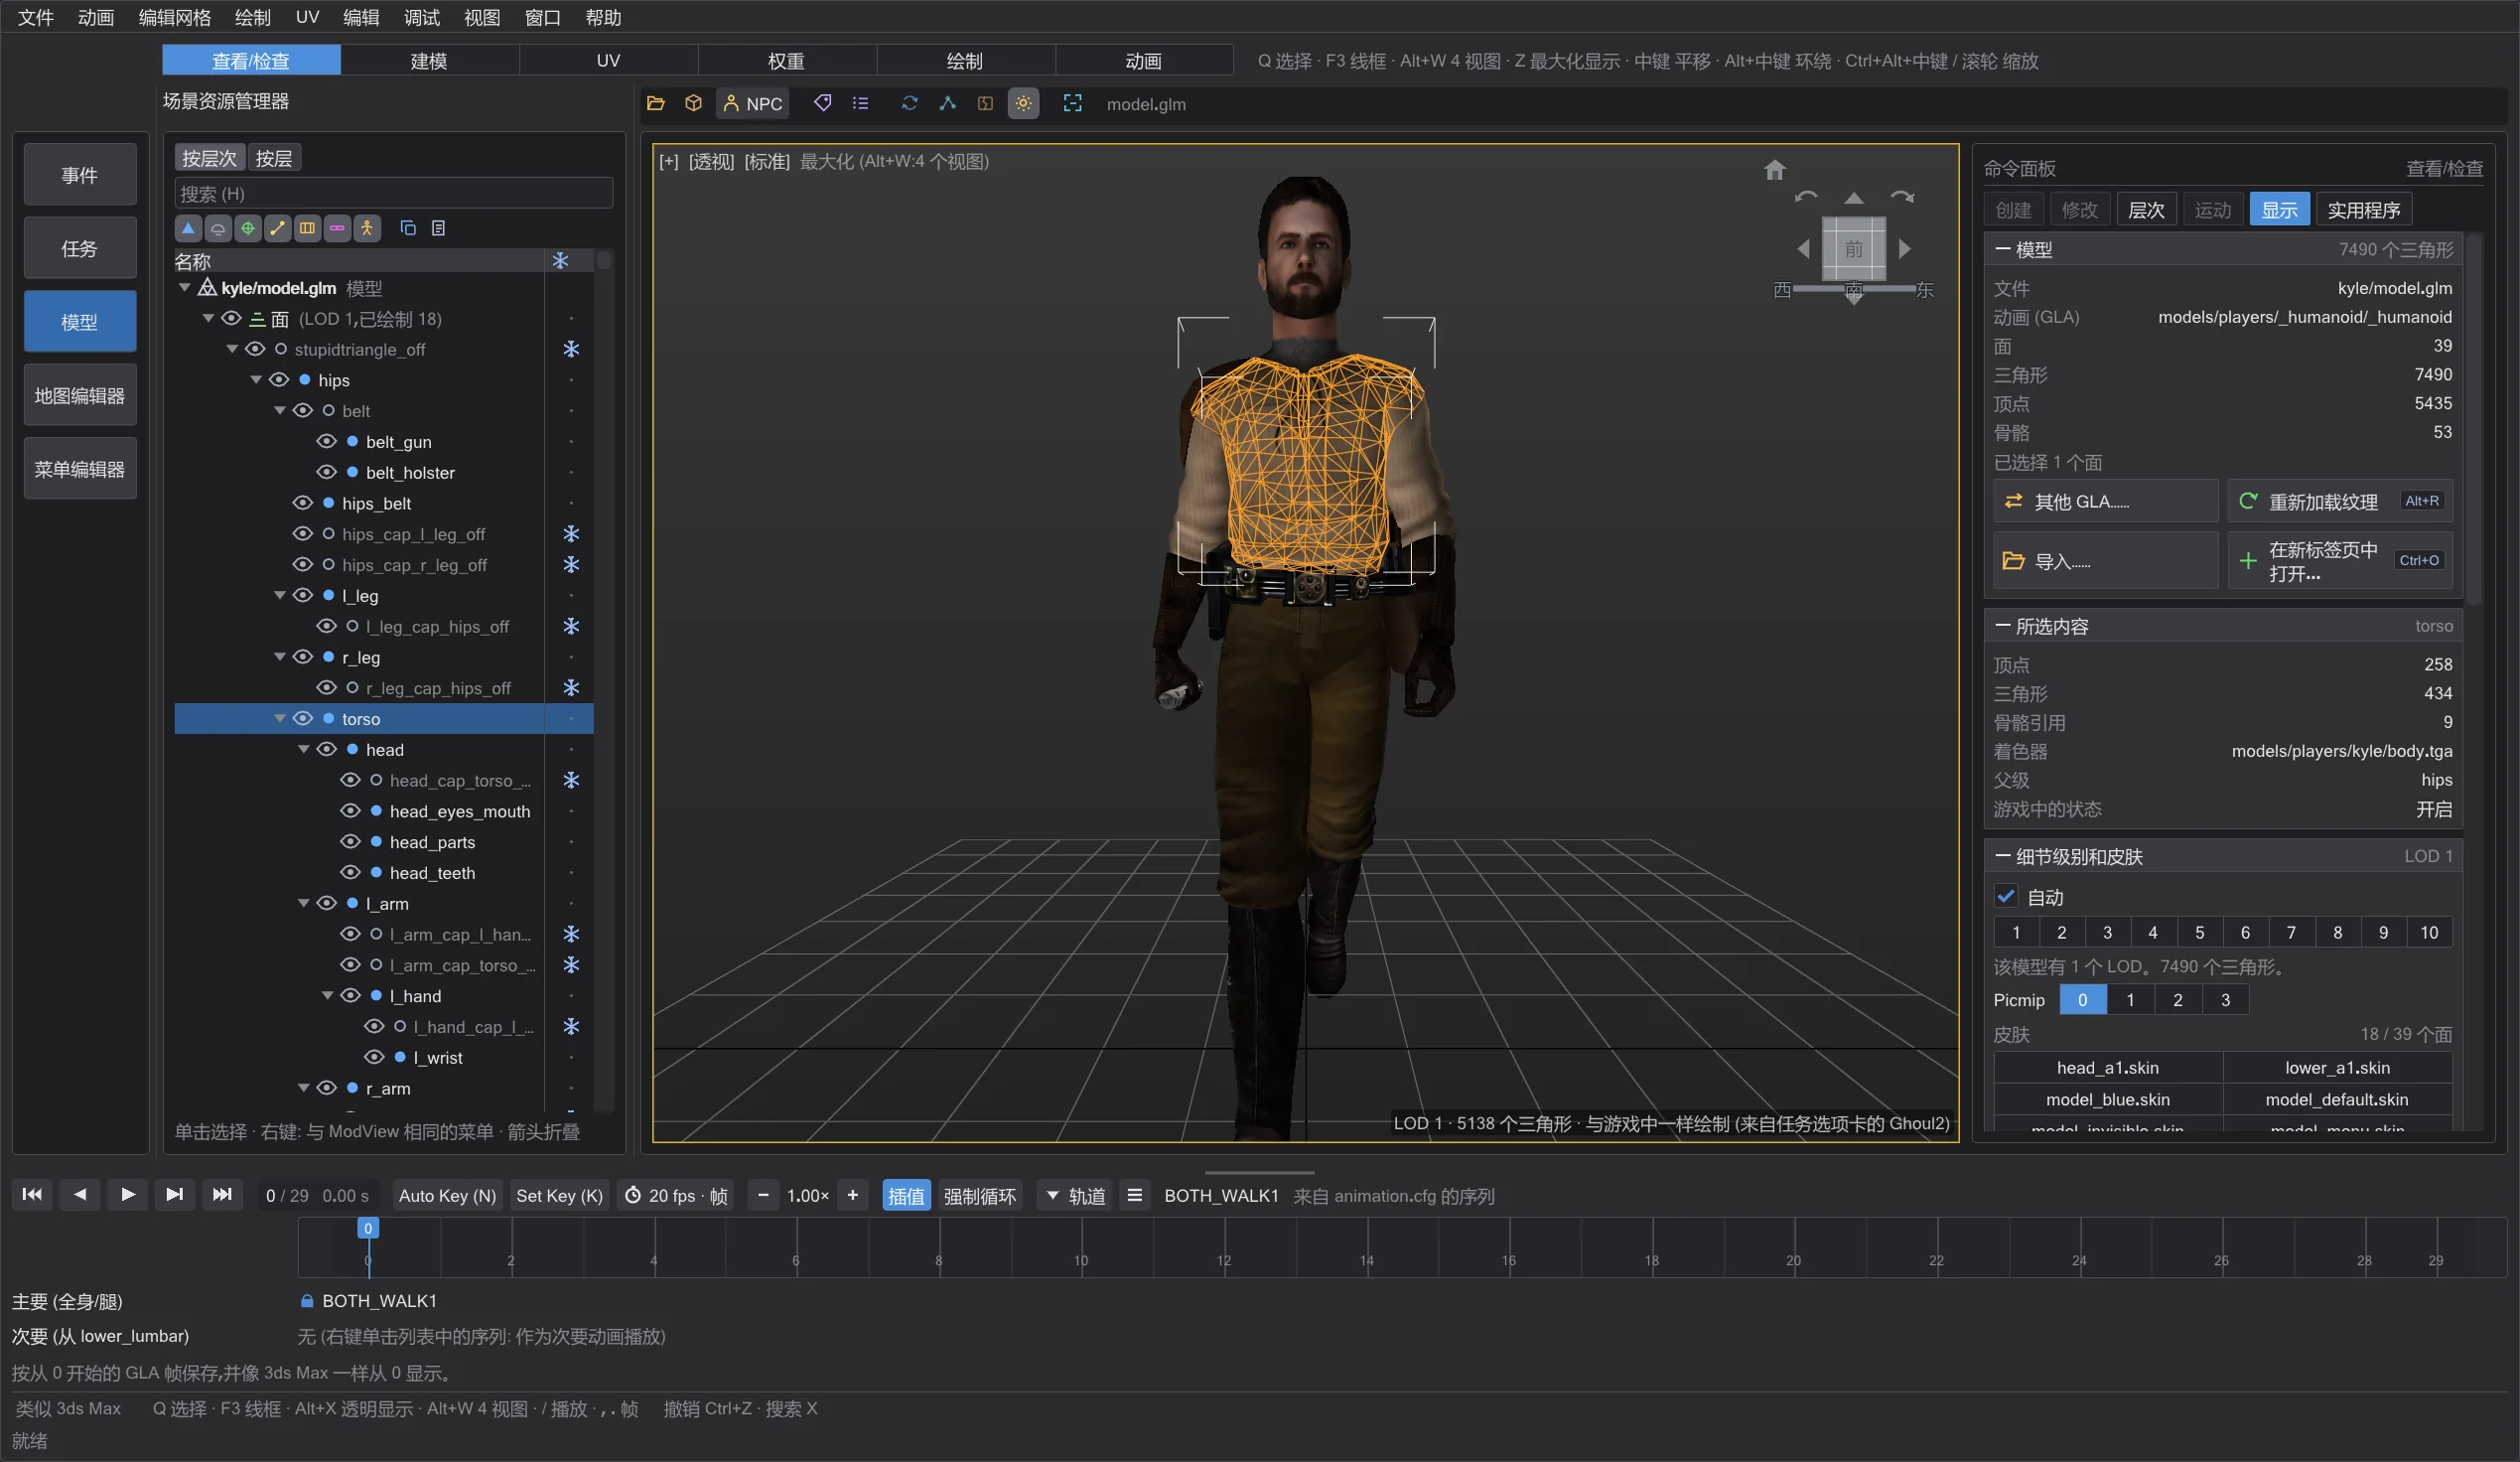 文件 动画 编辑网格 绘制 UV 编辑 调试 视图 窗口 帮助
查看/检查 建模 UV 权重 绘制 动画 Q 选择 · F3 线框 · Alt+W 4 视图 · Z 最大化显示 · 中键 平移 · Alt+中键 环绕 · Ctrl+Alt+中键 / 滚轮 缩放
场景资源管理器
NPC model.glm
事件
任务
模型
地图编辑器
菜单编辑器
按层次 按层
搜索 (H)
名称
kyle/model.glm 模型
面 (LOD 1,已绘制 18)
stupidtriangle_off
hips
belt
belt_gun
belt_holster
hips_belt
hips_cap_l_leg_off
hips_cap_r_leg_off
l_leg
l_leg_cap_hips_off
r_leg
r_leg_cap_hips_off
torso
head
head_cap_torso_...
head_eyes_mouth
head_parts
head_teeth
l_arm
l_arm_cap_l_han...
l_arm_cap_torso_...
l_hand
l_hand_cap_l_...
l_wrist
r_arm
单击选择 · 右键: 与 ModView 相同的菜单 · 箭头折叠
[+] [透视] [标准] 最大化 (Alt+W:4 个视图)
前
西 南 东
LOD 1 · 5138 个三角形 · 与游戏中一样绘制 (来自任务选项卡的 Ghoul2)
命令面板 查看/检查
创建 修改 层次 运动 显示 实用程序
模型 7490 个三角形
文件 kyle/model.glm
动画 (GLA) models/players/_humanoid/_humanoid
面 39
三角形 7490
顶点 5435
骨骼 53
已选择 1 个面
其他 GLA...... 重新加载纹理 Alt+R
导入...... 在新标签页中打开... Ctrl+O
所选内容 torso
顶点 258
三角形 434
骨骼引用 9
着色器 models/players/kyle/body.tga
父级 hips
游戏中的状态 开启
细节级别和皮肤 LOD 1
自动
1 2 3 4 5 6 7 8 9 10
该模型有 1 个 LOD。7490 个三角形。
Picmip 0 1 2 3
皮肤 18 / 39 个面
head_a1.skin lower_a1.skin
model_blue.skin model_default.skin
model_invisible.skin model_menu.skin
0 / 29 0.00 s Auto Key (N) Set Key (K) 20 fps · 帧 − 1.00× + 插值 强制循环 轨道 BOTH_WALK1 来自 animation.cfg 的序列
0
0 2 4 6 8 10 12 14 16 18 20 22 24 26 28 29
主要 (全身/腿) BOTH_WALK1
次要 (从 lower_lumbar) 无 (右键单击列表中的序列: 作为次要动画播放)
按从 0 开始的 GLA 帧保存,并像 3ds Max 一样从 0 显示。
类似 3ds Max Q 选择 · F3 线框 · Alt+X 透明显示 · Alt+W 4 视图 · / 播放 · , . 帧 撤销 Ctrl+Z · 搜索 X
就绪